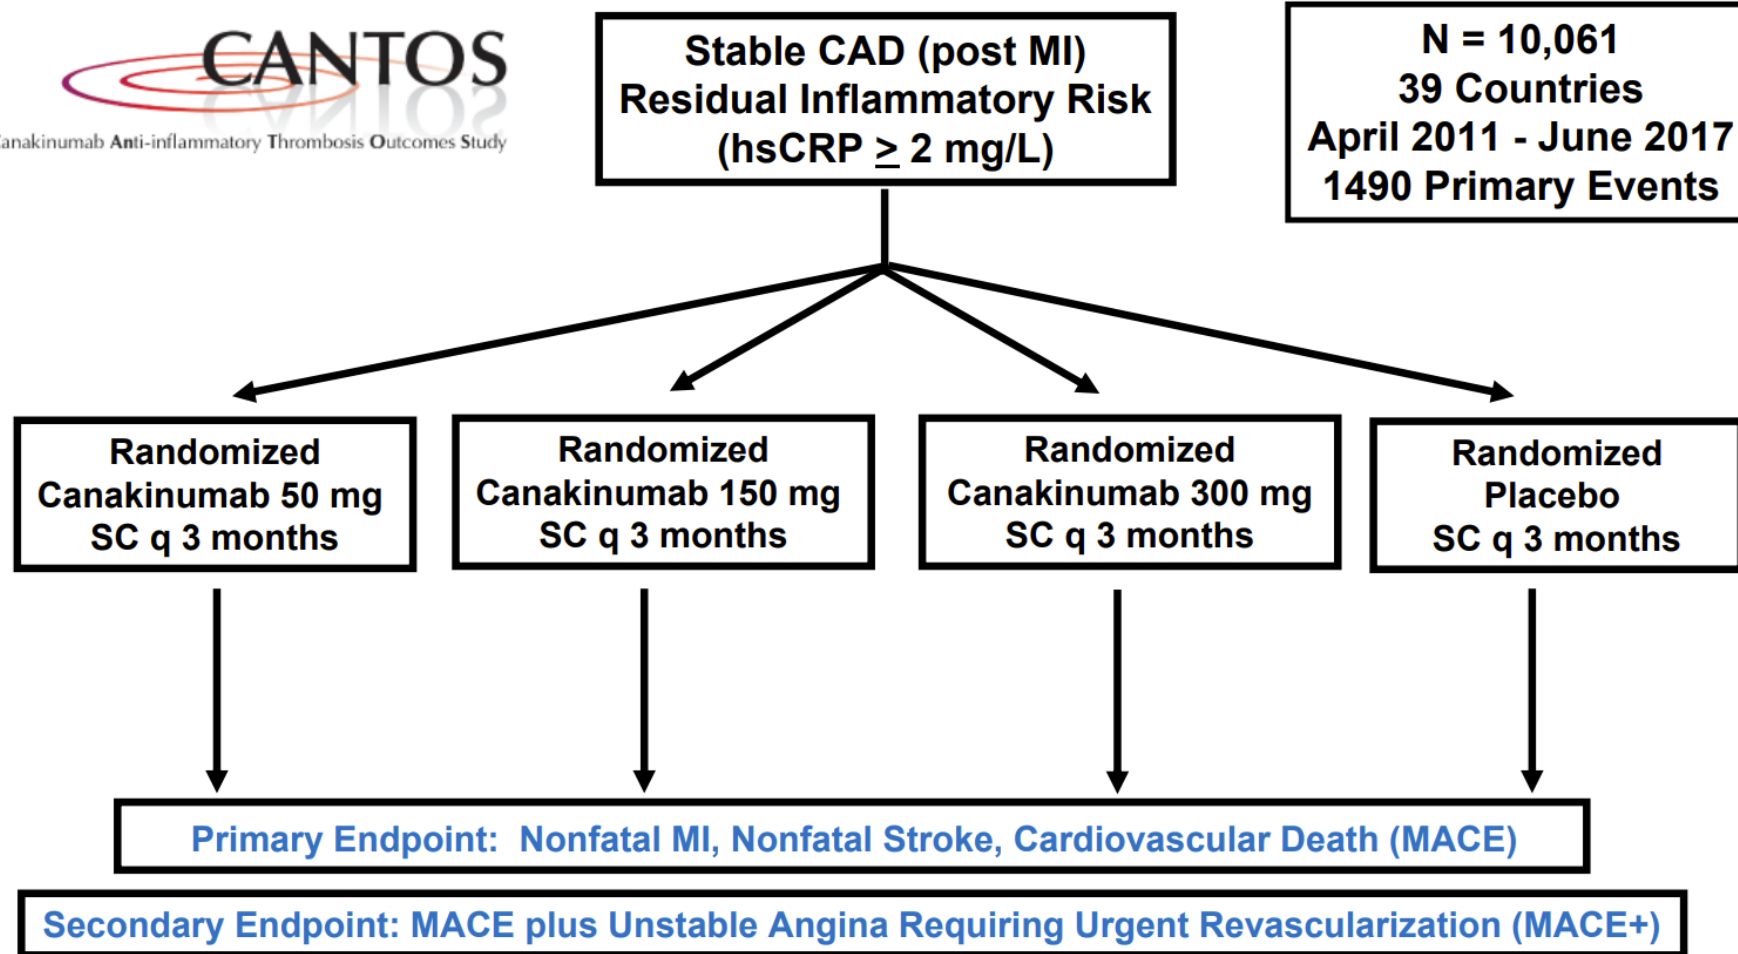 CANTOS
Canakinumab Anti-inflammatory Thrombosis Outcomes Study
Stable CAD (post MI)
Residual Inflammatory Risk
(hsCRP ≥ 2 mg/L)
N = 10,061
39 Countries
April 2011 - June 2017
1490 Primary Events
Randomized
Canakinumab 50 mg
SC q 3 months
Randomized
Canakinumab 150 mg
SC q 3 months
Randomized
Canakinumab 300 mg
SC q 3 months
Randomized
Placebo
SC q 3 months
Primary Endpoint: Nonfatal MI, Nonfatal Stroke, Cardiovascular Death (MACE)
Secondary Endpoint: MACE plus Unstable Angina Requiring Urgent Revascularization (MACE+)